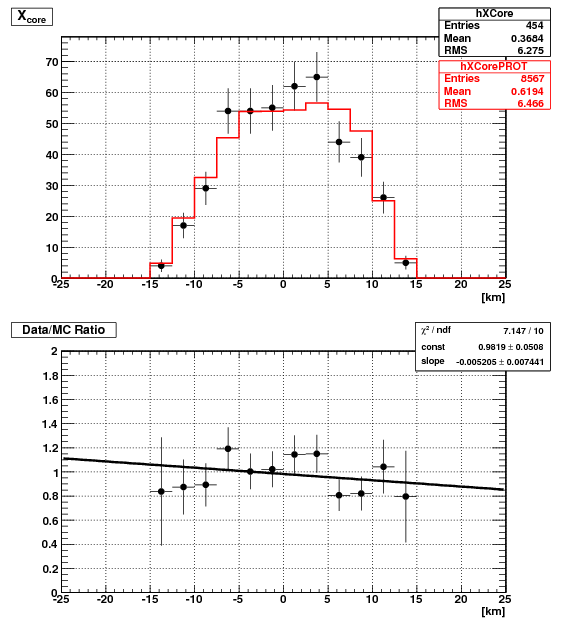 X core
hXCore
Entries 454
Mean 0.3684
RMS 6.275
hXCorePROT
Entries 8567
Mean 0.6194
RMS 6.466
70
60
50
40
30
20
10
0
-25 -20 -15 -10 -5 0 5 10 15 20 25
[km]
Data/MC Ratio
χ² / ndf 7.147 / 10
const 0.9819 ± 0.0508
slope -0.005205 ± 0.007441
2
1.8
1.6
1.4
1.2
1
0.8
0.6
0.4
0.2
0
-25 -20 -15 -10 -5 0 5 10 15 20 25
[km]